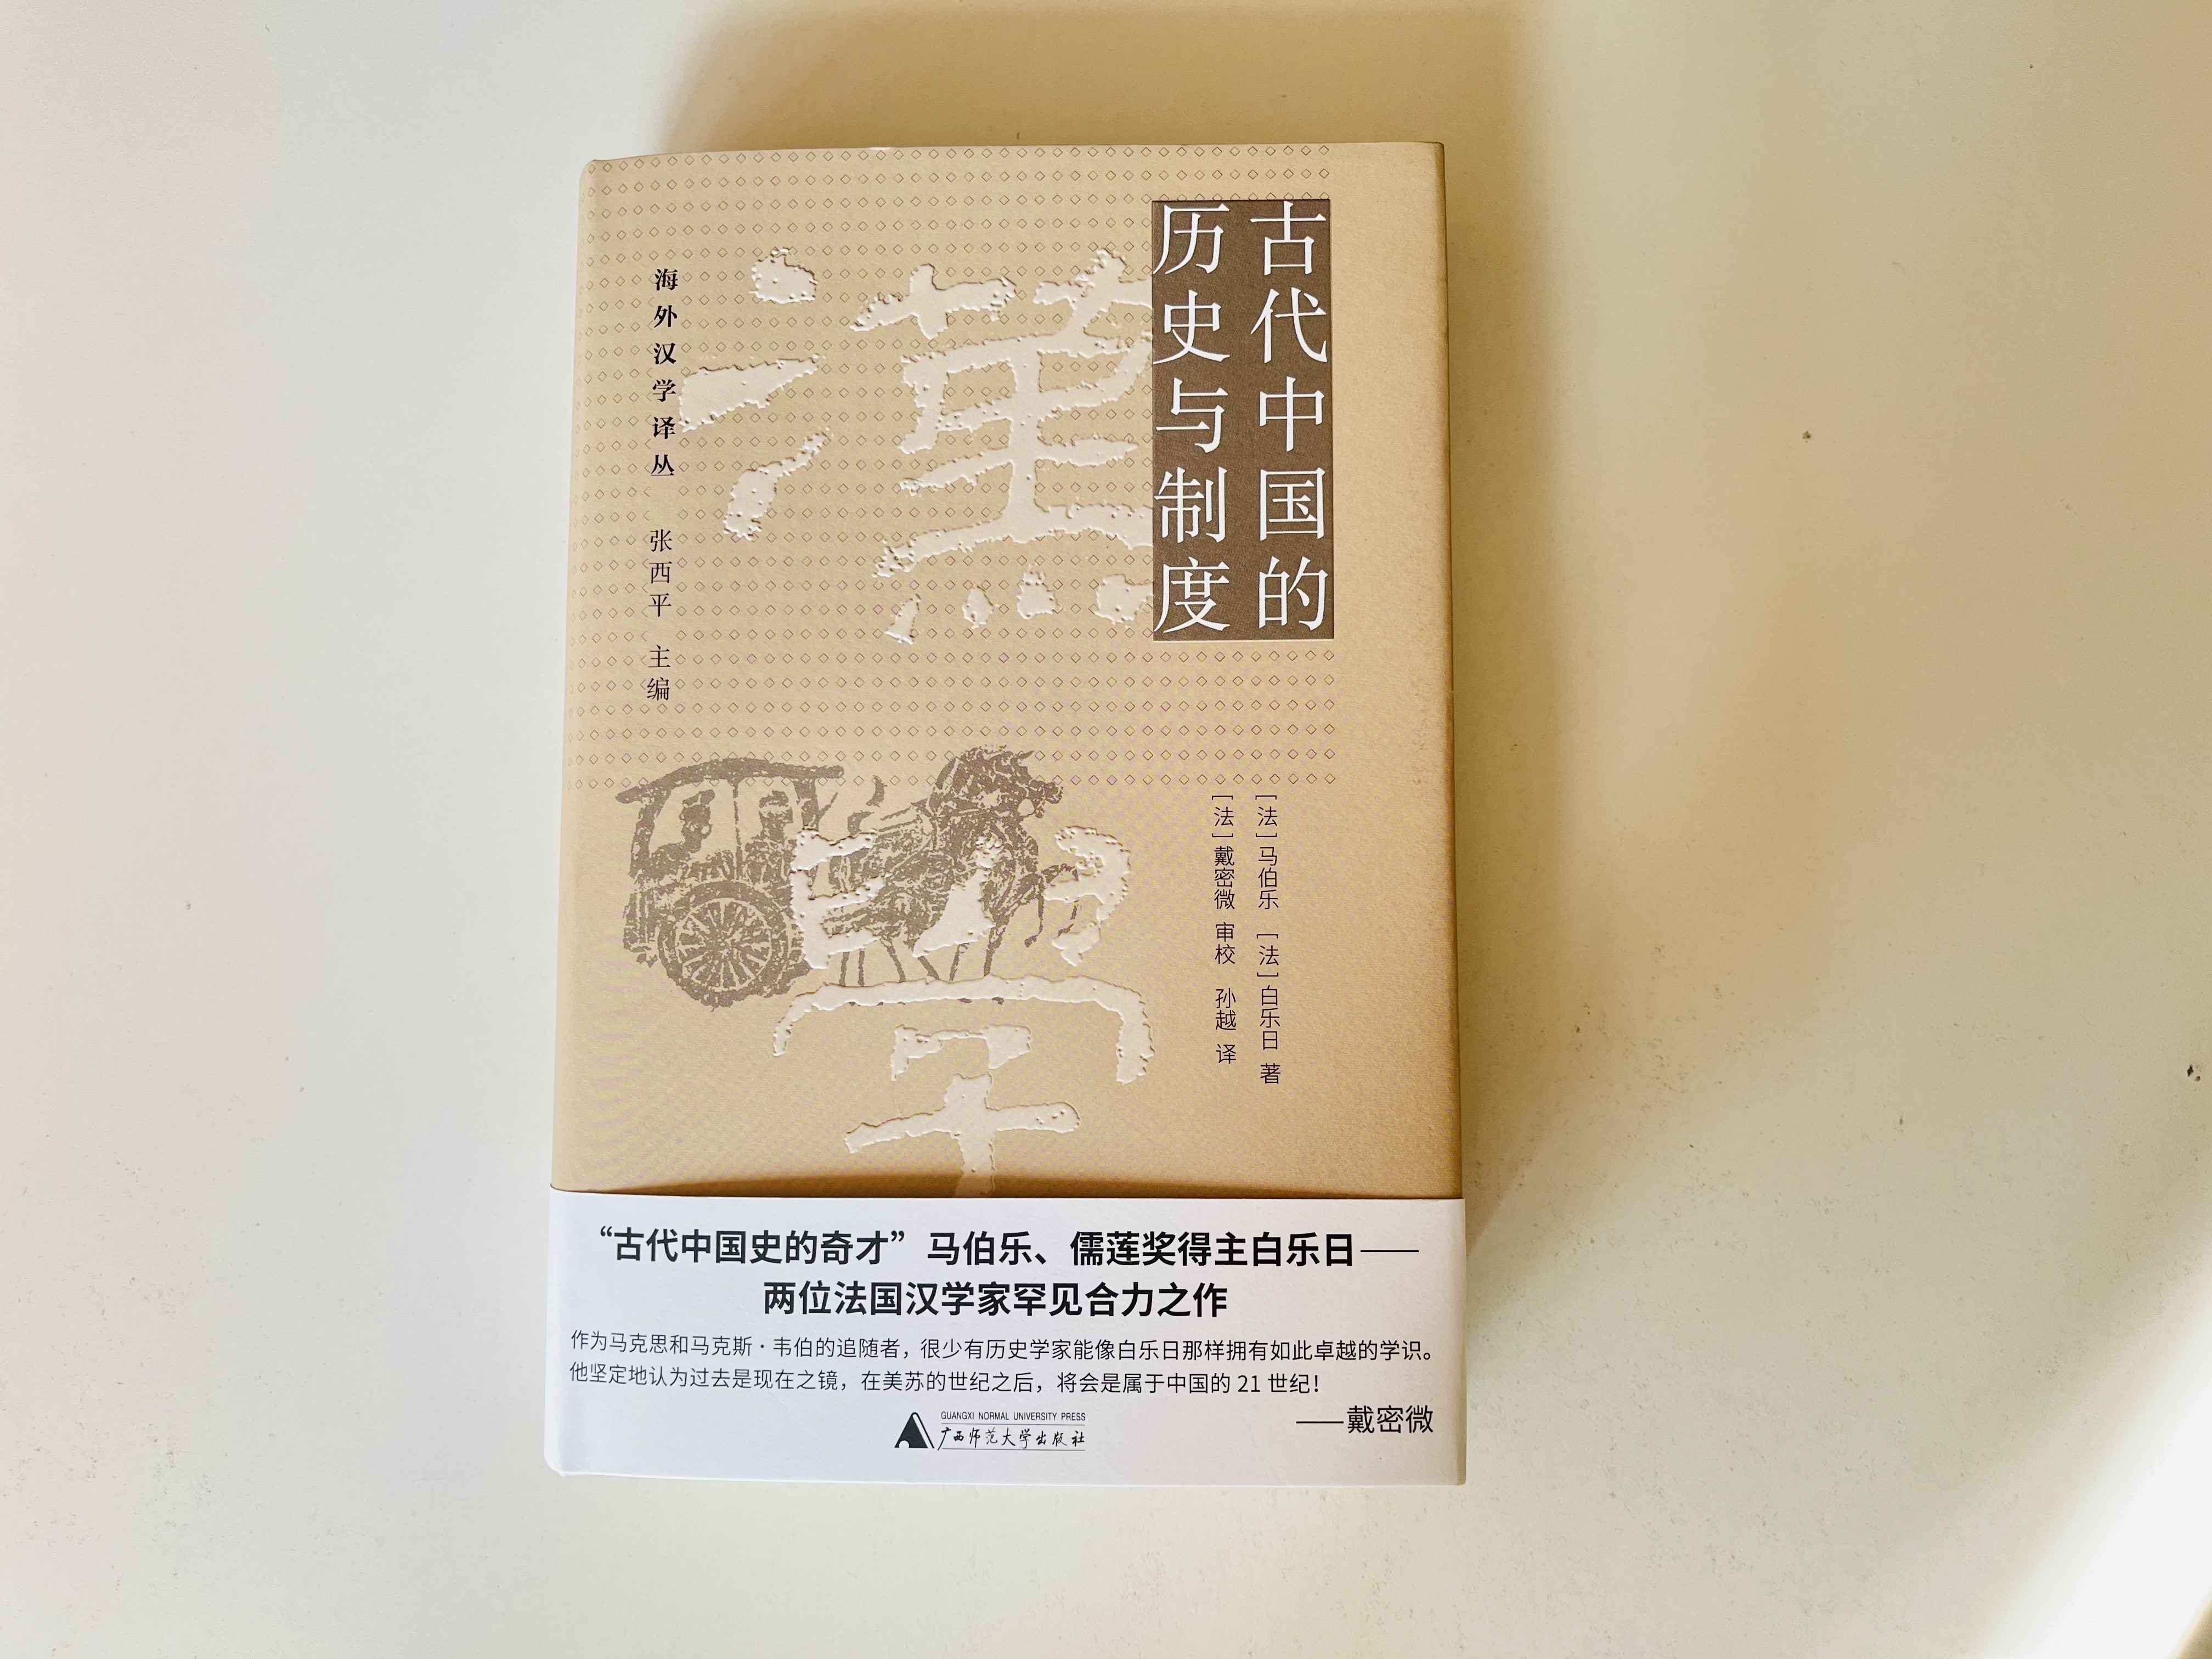 古代中国的
历史与制度
海外汉学译丛 张西平 主编
漢學
[法]马伯乐 [法]白乐日 著
[法]戴密微 审校 孙越 译
“古代中国史的奇才”马伯乐、儒莲奖得主白乐日——
两位法国汉学家罕见合力之作
作为马克思和马克斯·韦伯的追随者，很少有历史学家能像白乐日那样拥有如此卓越的学识。
他坚定地认为过去是现在之镜，在美苏的世纪之后，将会是属于中国的 21 世纪！
——戴密微
GUANGXI NORMAL UNIVERSITY PRESS
广西师范大学出版社